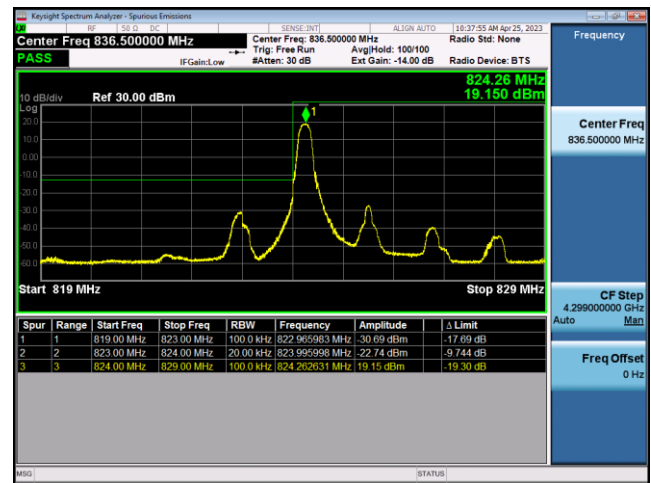 Keysight Spectrum Analyzer - Spurious Emissions
RF 50 Ω DC SENSE:INT ALIGN AUTO 10:37:55 AM Apr 25, 2023
Center Freq 836.500000 MHz
Center Freq: 836.500000 MHz
Radio Std: None
Trig: Free Run Avg|Hold: 100/100
PASS IFGain:Low #Atten: 30 dB Ext Gain: -14.00 dB Radio Device: BTS
824.26 MHz
19.150 dBm
10 dB/div Ref 30.00 dBm
Log
1
20.0
10.0
0.00
-10.0
-20.0
-30.0
-40.0
-50.0
-60.0
Start 819 MHz Stop 829 MHz
Spur Range Start Freq Stop Freq RBW Frequency Amplitude Δ Limit
1 1 819.00 MHz 823.00 MHz 100.0 kHz 822.965983 MHz -30.69 dBm -17.69 dB
2 2 823.00 MHz 824.00 MHz 20.00 kHz 823.995998 MHz -22.74 dBm -9.744 dB
3 3 824.00 MHz 829.00 MHz 100.0 kHz 824.262631 MHz 19.15 dBm -19.30 dB
MSG STATUS
Frequency
Center Freq
836.500000 MHz
CF Step
4.299000000 GHz
Auto Man
Freq Offset
0 Hz